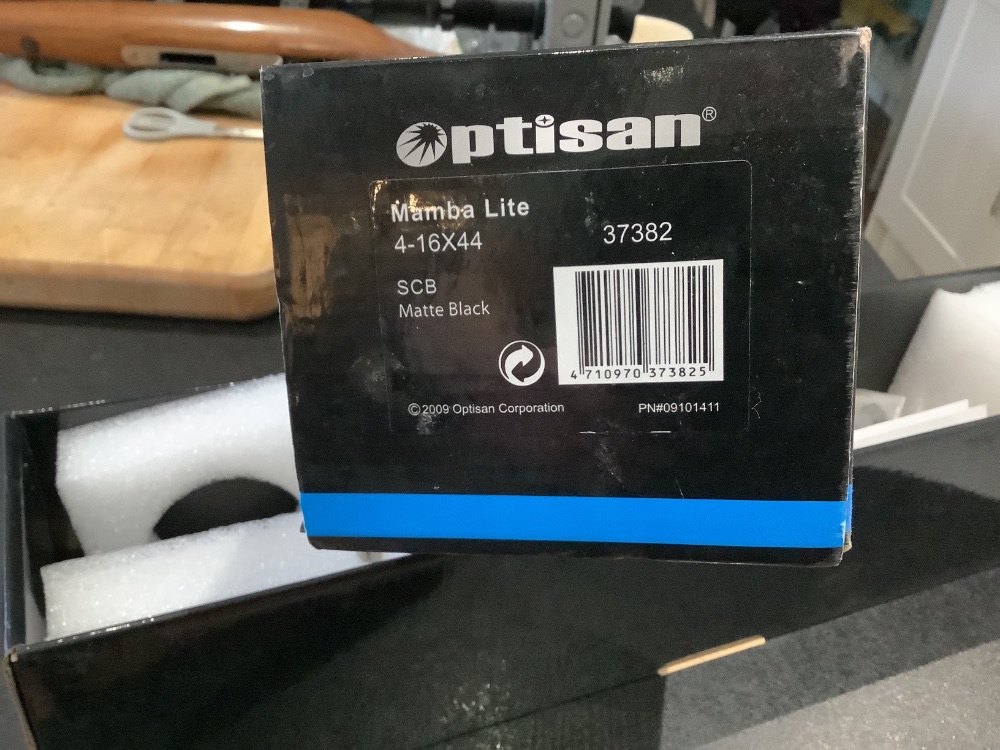 Optisan®
Mamba Lite
4-16X44
37382
SCB
Matte Black
4 710970 373825
©2009 Optisan Corporation
PN#09101411